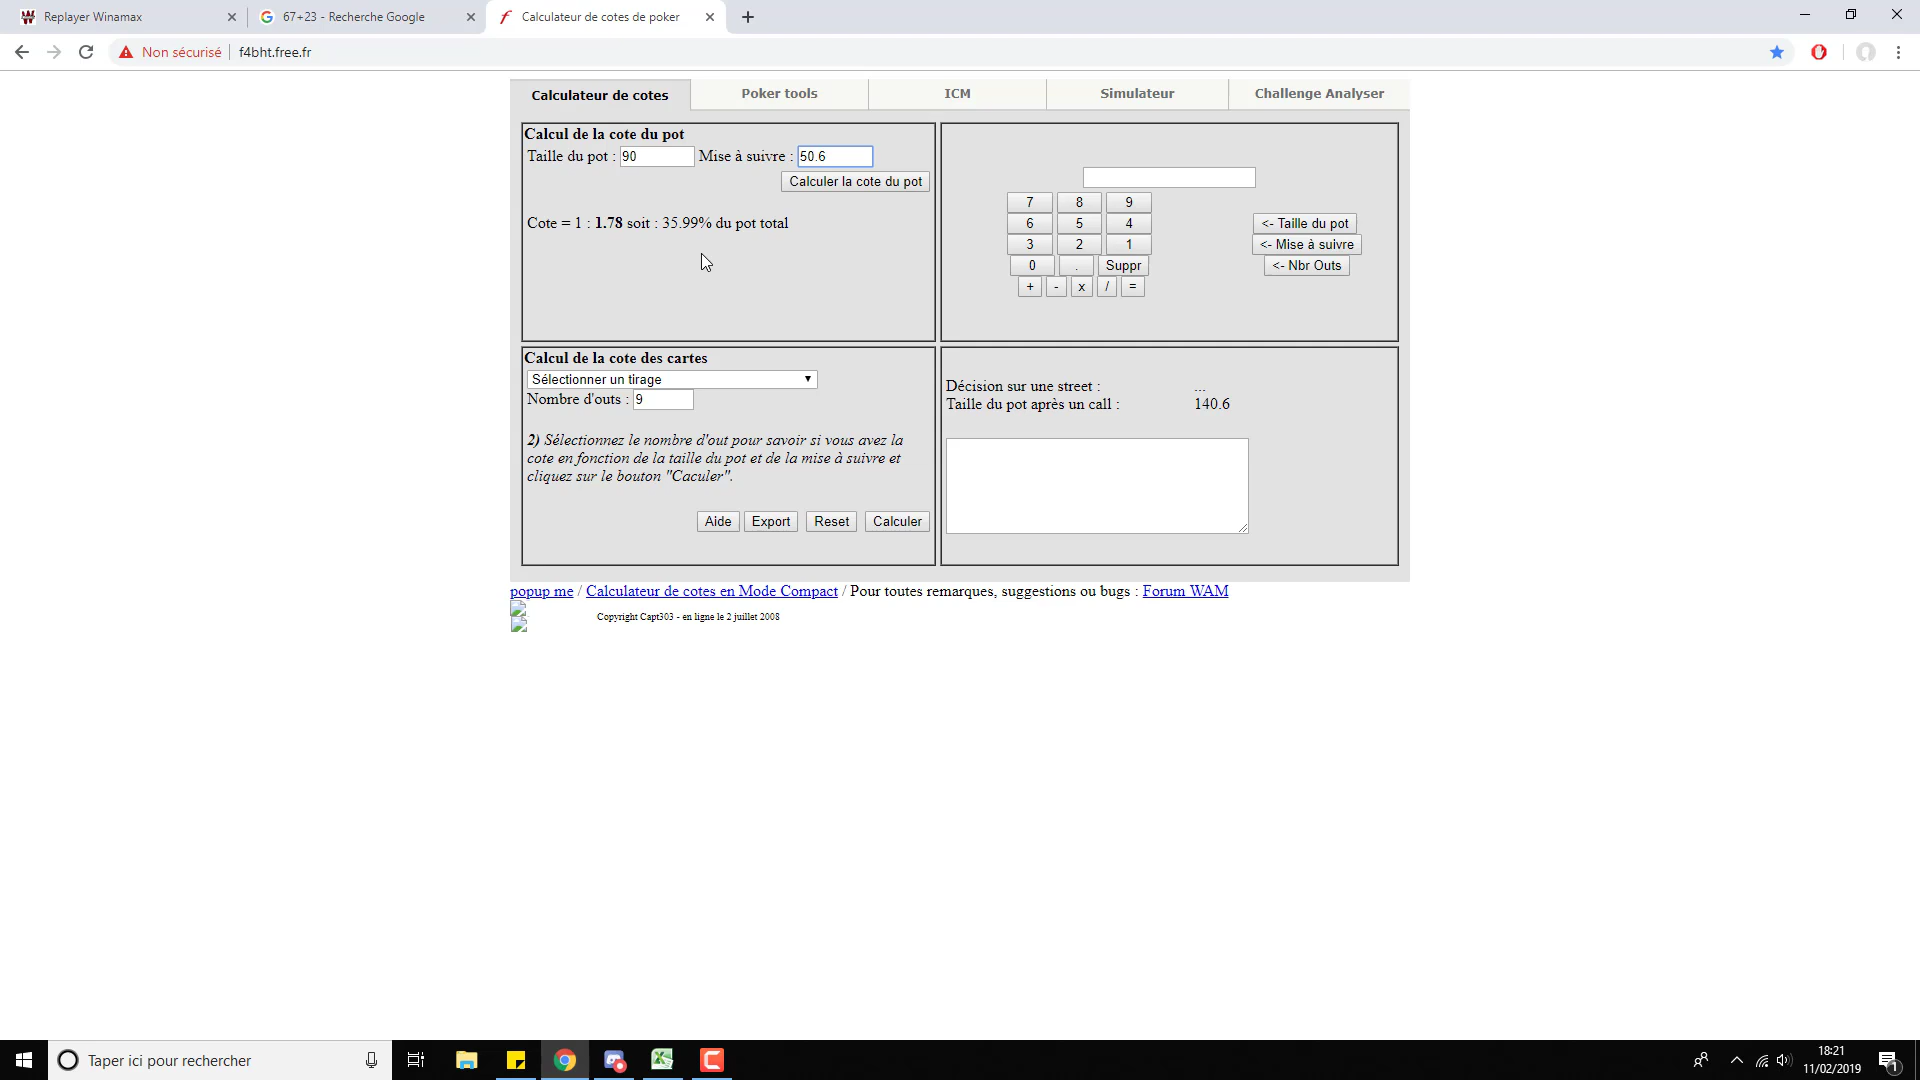 Replayer Winamax
67+23 - Recherche Google
Calculateur de cotes de poker
Non sécurisé
f4bht.free.fr
Calculateur de cotes
Poker tools
ICM
Simulateur
Challenge Analyser
Calcul de la cote du pot
Taille du pot : 90 Mise à suivre : 50.6
Calculer la cote du pot
Cote = 1 : 1.78 soit : 35.99% du pot total
7 8 9
6 5 4 <- Taille du pot
3 2 1 <- Mise à suivre
0 . Suppr <- Nbr Outs
+ - x / =
Calcul de la cote des cartes
Sélectionner un tirage
Nombre d'outs : 9
2) Sélectionnez le nombre d'out pour savoir si vous avez la
cote en fonction de la taille du pot et de la mise à suivre et
cliquez sur le bouton "Caculer".
Aide Export Reset Calculer
Décision sur une street : ...
Taille du pot après un call : 140.6
popup me / Calculateur de cotes en Mode Compact / Pour toutes remarques, suggestions ou bugs : Forum WAM
Copyright Capt303 - en ligne le 2 juillet 2008
Taper ici pour rechercher
18:21
11/02/2019
1